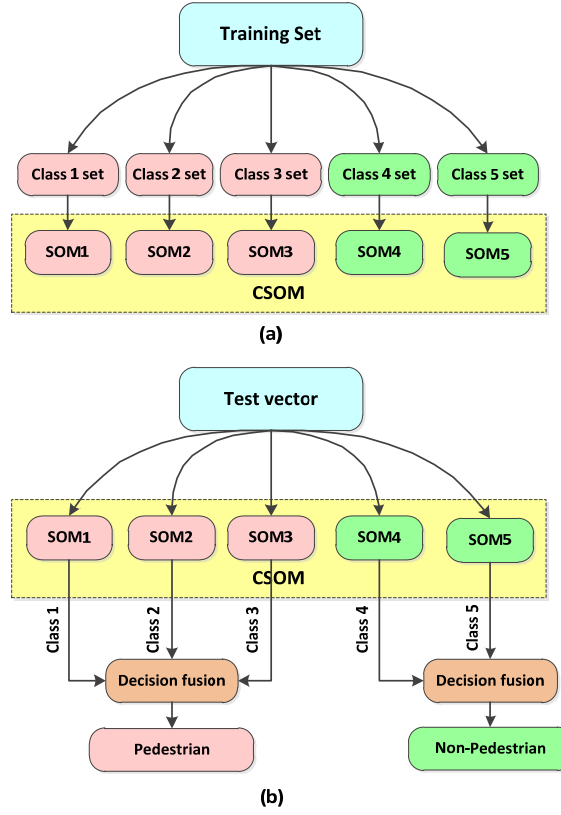 Training Set
Class 1 set
Class 2 set
Class 3 set
Class 4 set
Class 5 set
SOM1
SOM2
SOM3
SOM4
SOM5
CSOM
(a)
Test vector
SOM1
SOM2
SOM3
SOM4
SOM5
CSOM
Class 1
Class 2
Class 3
Class 4
Class 5
Decision fusion
Decision fusion
Pedestrian
Non-Pedestrian
(b)